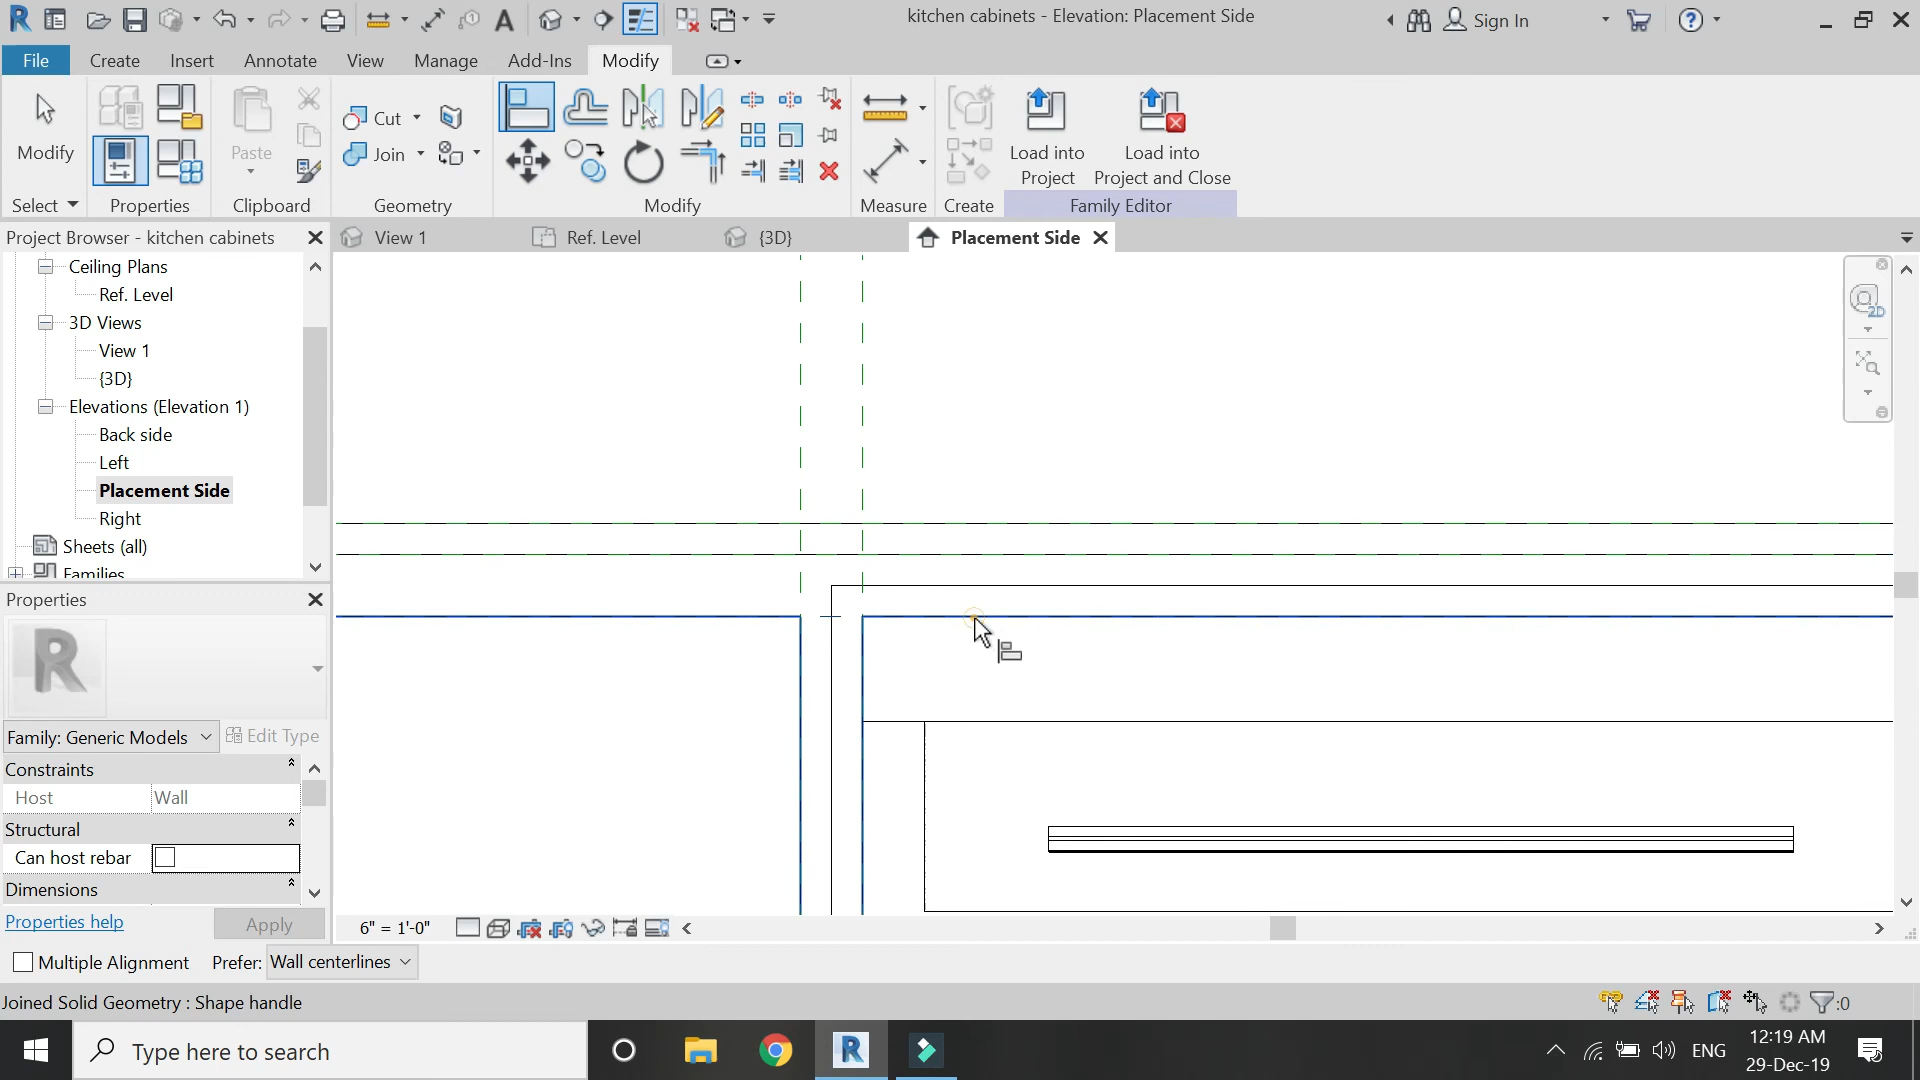 kitchen cabinets - Elevation: Placement Side
Sign In
File
Create
Insert
Annotate
View
Manage
Add-Ins
Modify
Modify
Paste
Cut
Join
Load into
Project
Load into
Project and Close
Select
Properties
Clipboard
Geometry
Modify
Measure
Create
Family Editor
Project Browser - kitchen cabinets
View 1
Ref. Level
{3D}
Placement Side
Ceiling Plans
Ref. Level
3D Views
View 1
{3D}
Elevations (Elevation 1)
Back side
Left
Placement Side
Right
Sheets (all)
Families
2D
Properties
Family: Generic Models
Edit Type
Constraints
Host
Wall
Structural
Can host rebar
Dimensions
Properties help
Apply
6" = 1'-0"
Multiple Alignment
Prefer:
Wall centerlines
Joined Solid Geometry : Shape handle
:0
Type here to search
ENG
12:19 AM
29-Dec-19